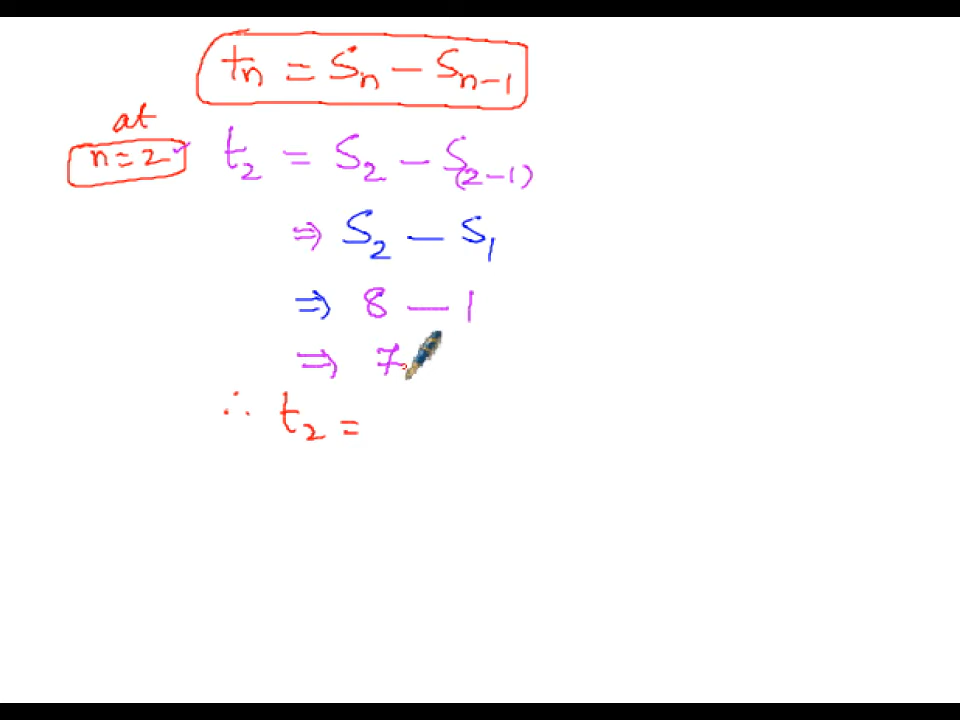 tn = Sn – Sn–1
at
n=2 t2 = S2 – S(2–1)
⇒ S2 – S1
⇒ 8 – 1
⇒ 7
∴ t2 =